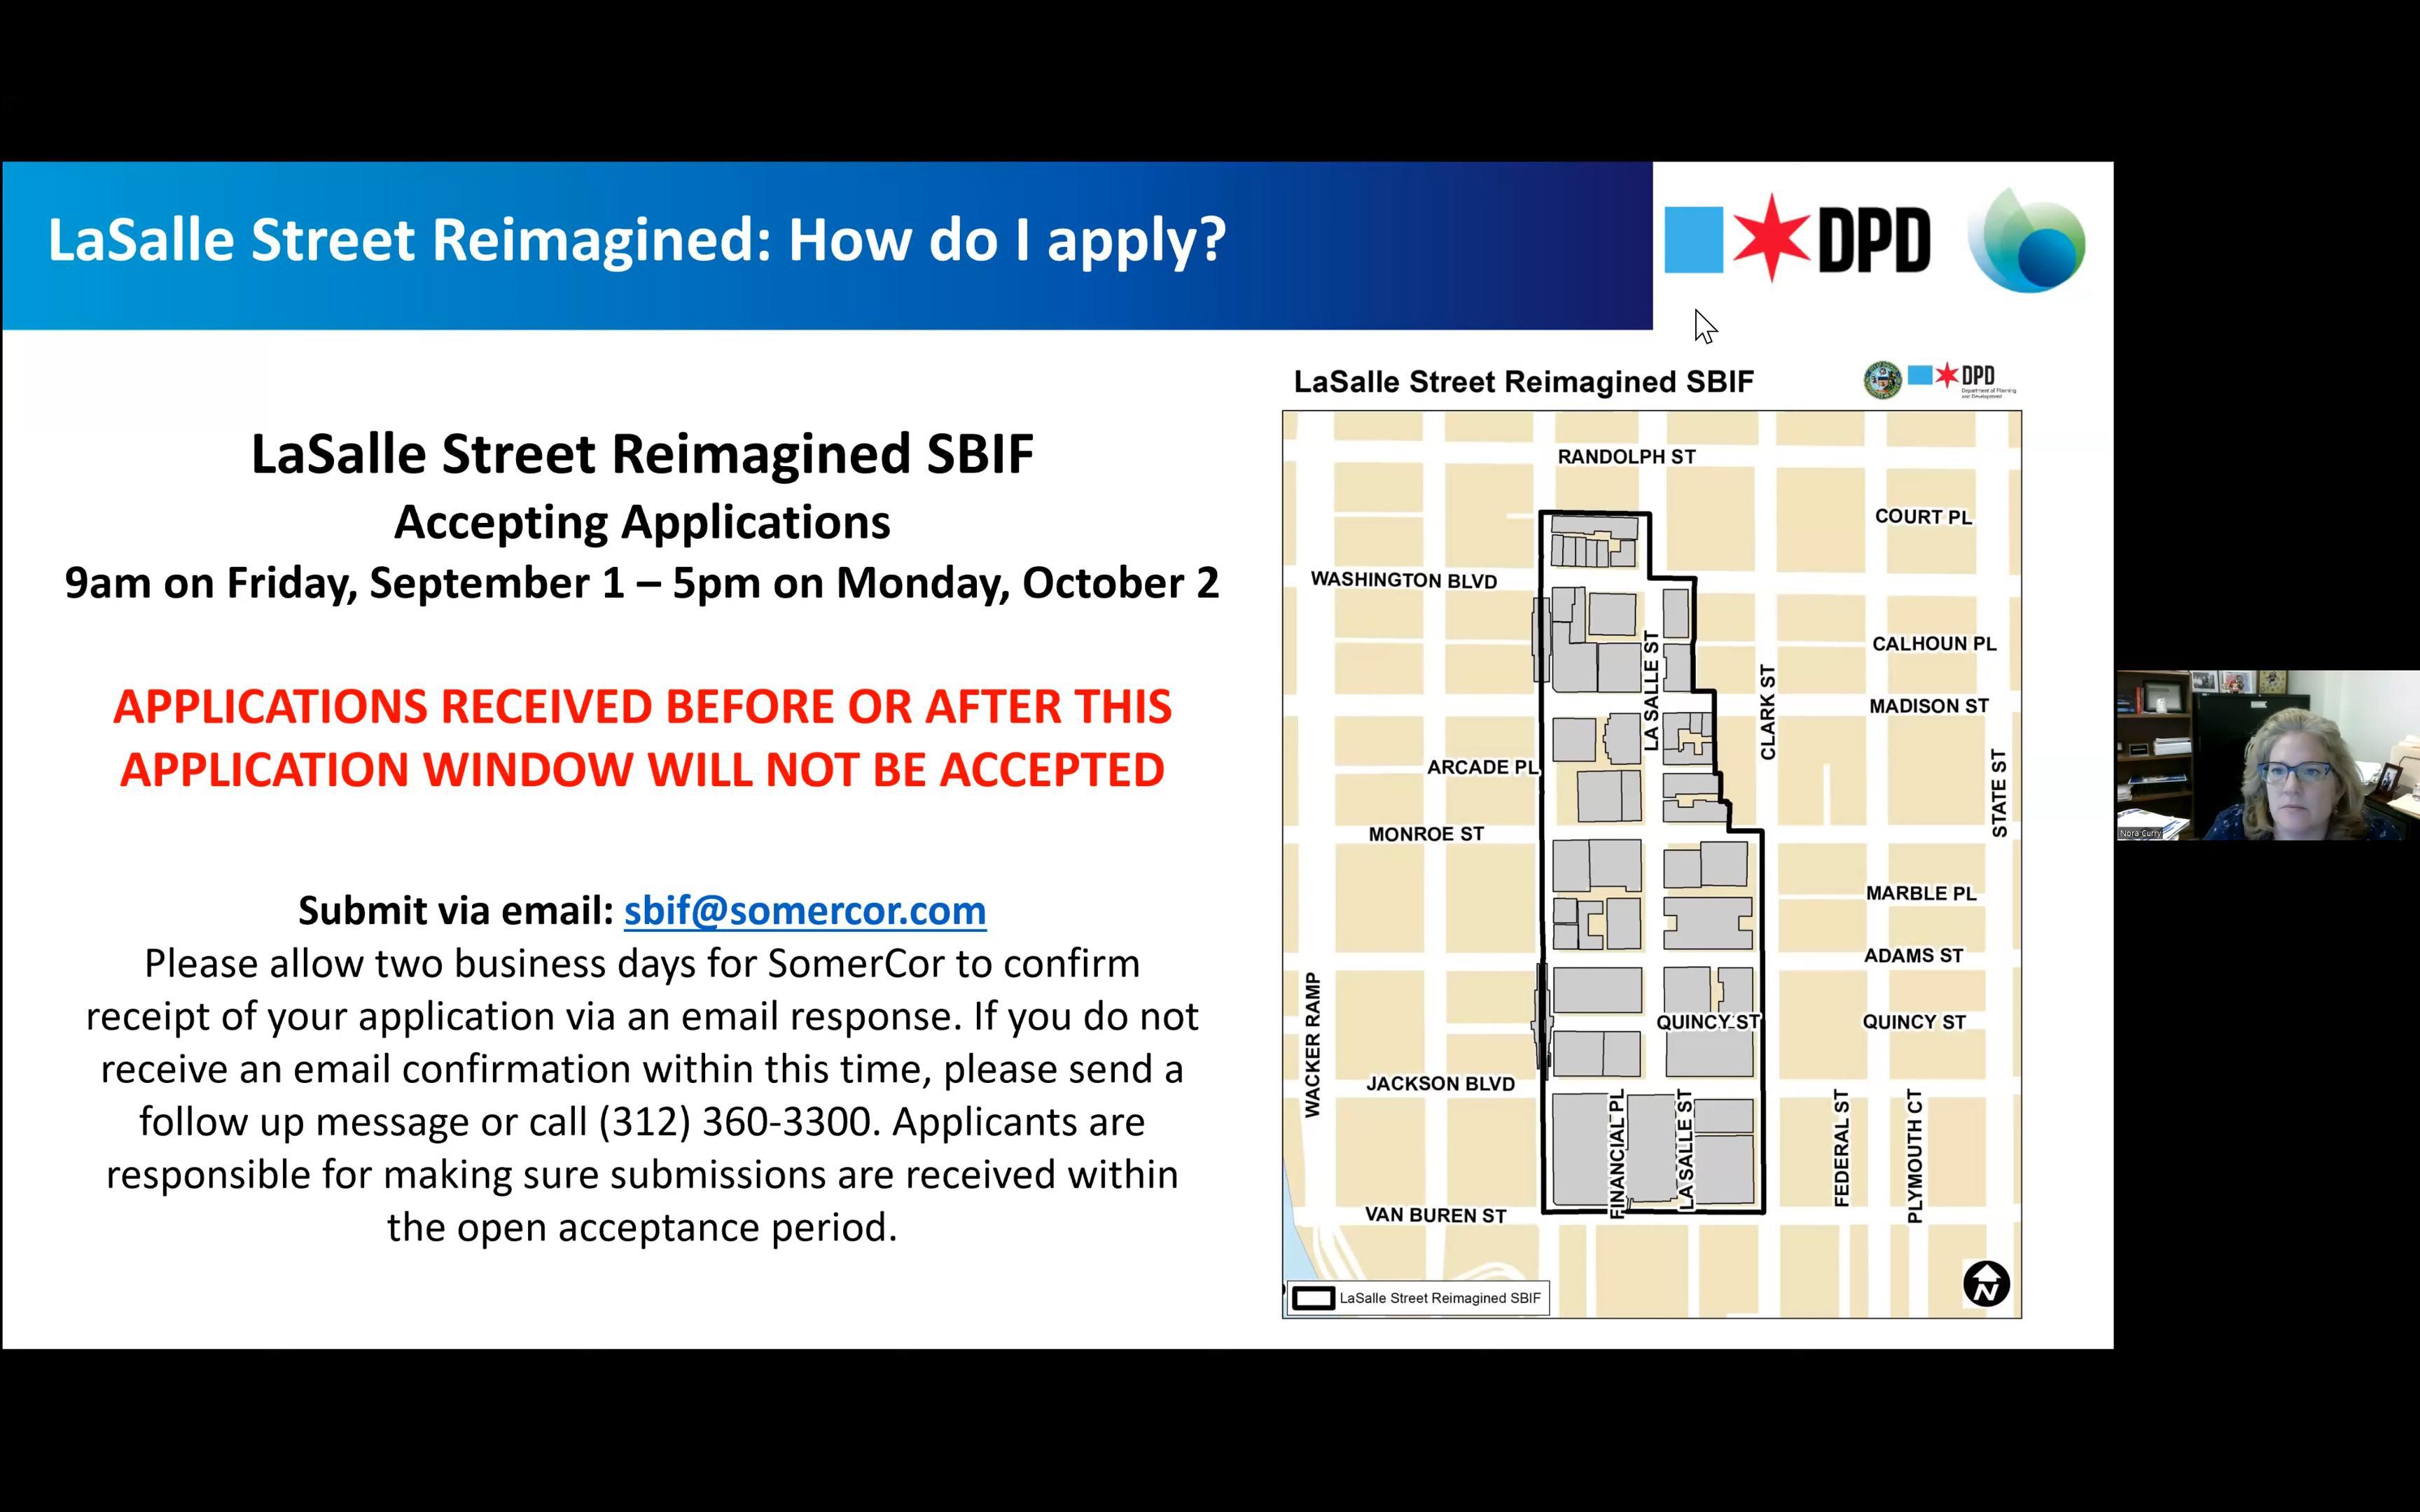 LaSalle Street Reimagined: How do I apply?
DPD
LaSalle Street Reimagined SBIF
Accepting Applications
9am on Friday, September 1 – 5pm on Monday, October 2
APPLICATIONS RECEIVED BEFORE OR AFTER THIS
APPLICATION WINDOW WILL NOT BE ACCEPTED
Submit via email: sbif@somercor.com
Please allow two business days for SomerCor to confirm
receipt of your application via an email response. If you do not
receive an email confirmation within this time, please send a
follow up message or call (312) 360-3300. Applicants are
responsible for making sure submissions are received within
the open acceptance period.
LaSalle Street Reimagined SBIF
DPD
Department of Planning
and Development
RANDOLPH ST
COURT PL
WASHINGTON BLVD
CALHOUN PL
LA SALLE ST
CLARK ST
MADISON ST
ARCADE PL
STATE ST
MONROE ST
MARBLE PL
ADAMS ST
WACKER RAMP
QUINCY ST
QUINCY ST
JACKSON BLVD
FINANCIAL PL
LA SALLE ST
FEDERAL ST
PLYMOUTH CT
VAN BUREN ST
LaSalle Street Reimagined SBIF
N
Nora Curry